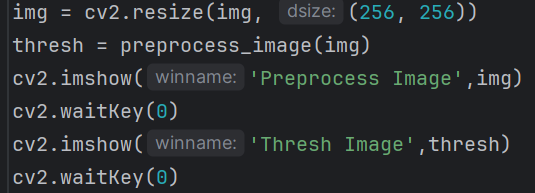 img = cv2.resize(img, dsize: (256, 256))
thresh = preprocess_image(img)
cv2.imshow( winname: 'Preprocess Image',img)
cv2.waitKey(0)
cv2.imshow( winname: 'Thresh Image',thresh)
cv2.waitKey(0)